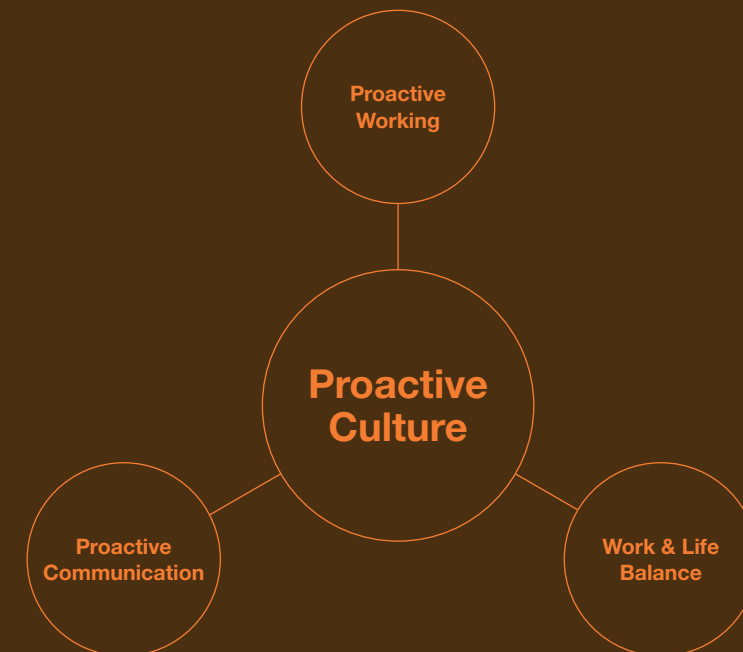 Proactive
Working
Proactive
Culture
Proactive
Communication
Work & Life
Balance